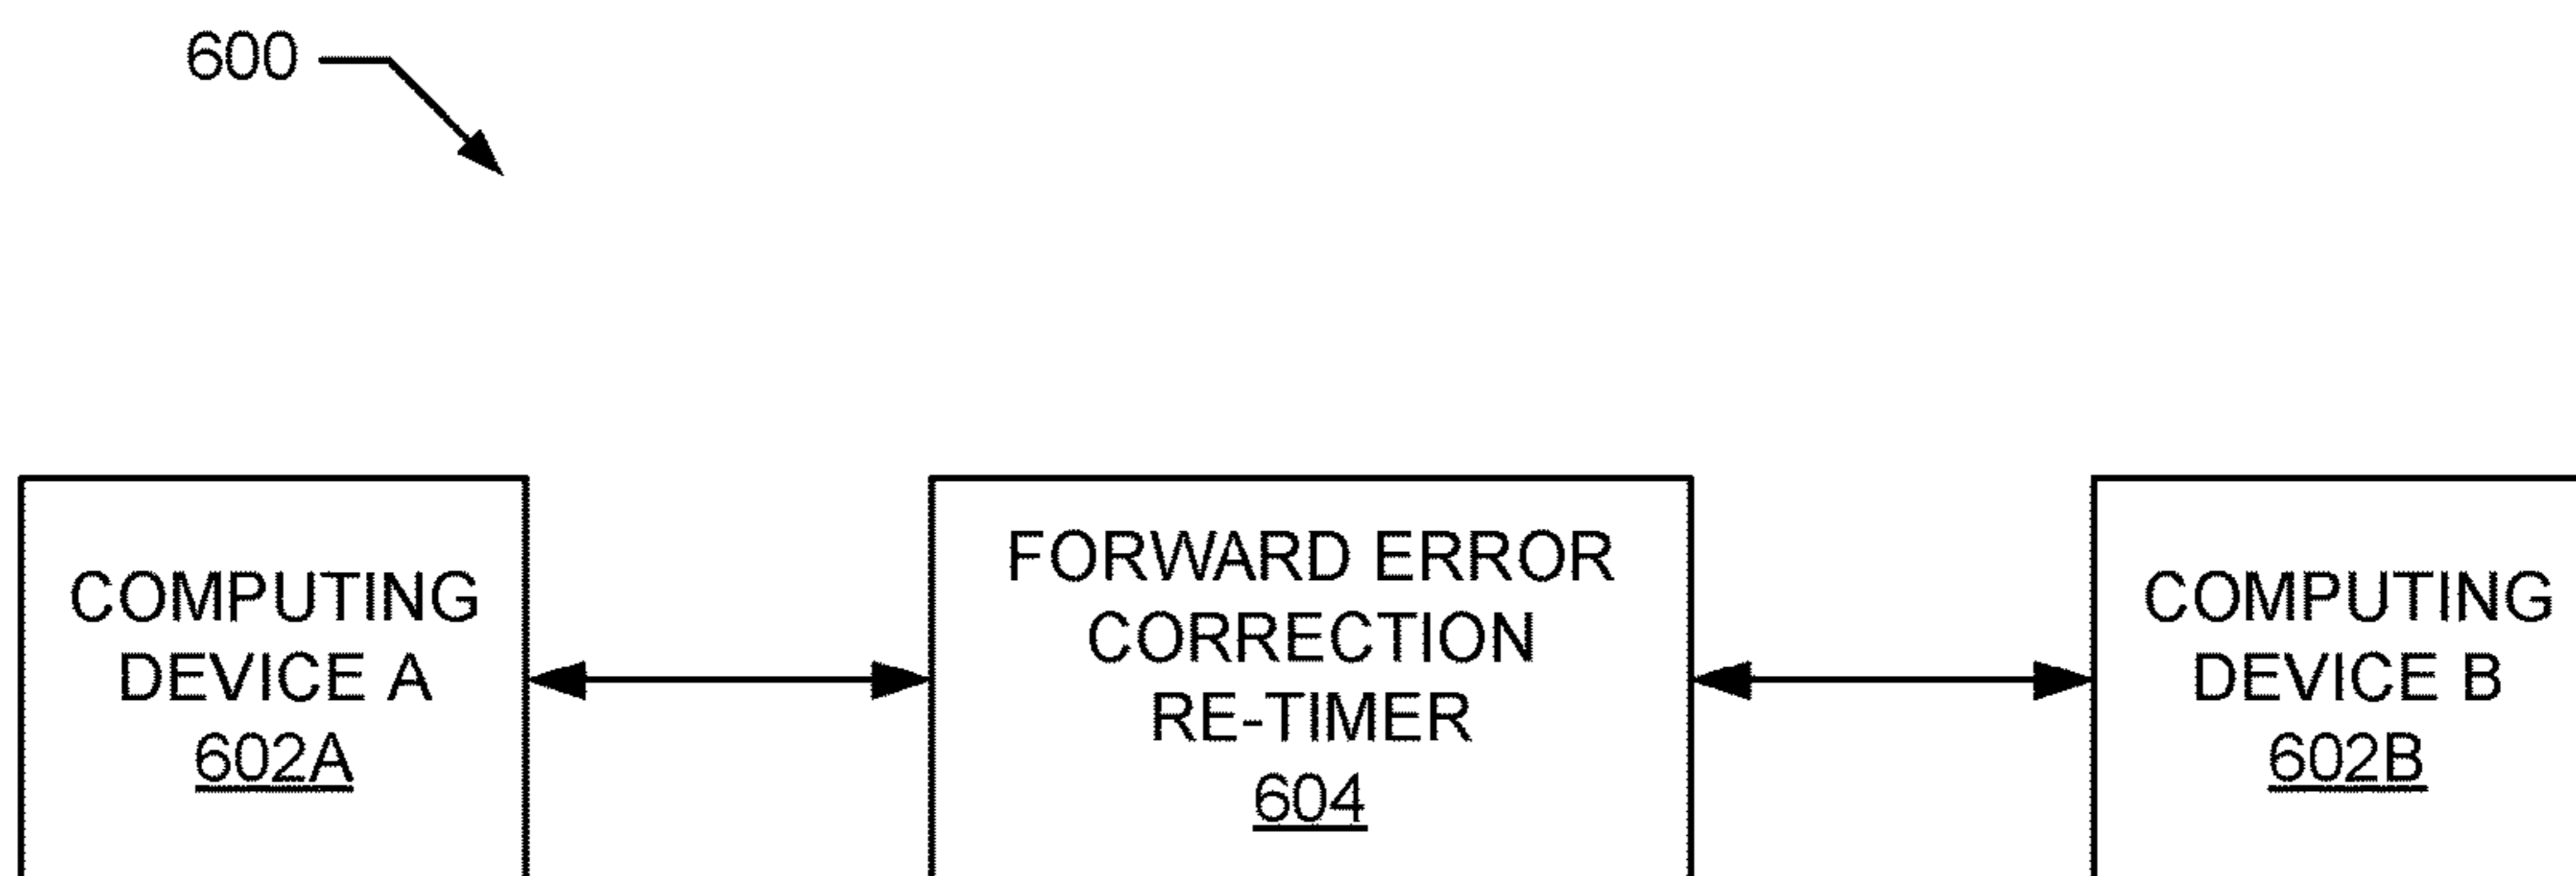 600
COMPUTING
DEVICE A
602A
FORWARD ERROR
CORRECTION
RE-TIMER
604
COMPUTING
DEVICE B
602B